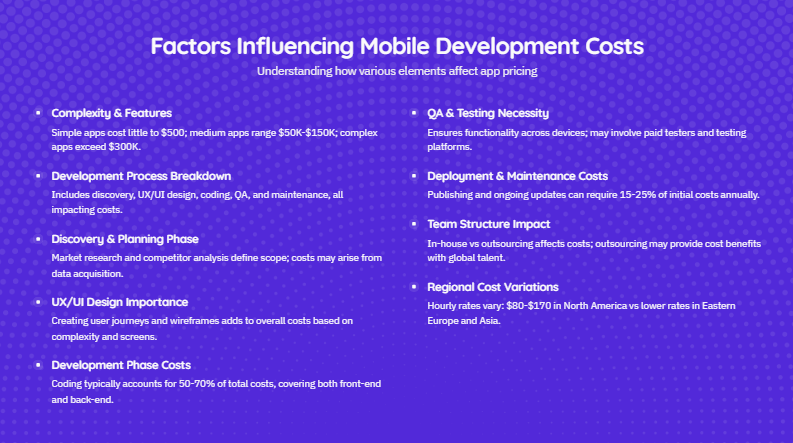 Factors Influencing Mobile Development Costs
Understanding how various elements affect app pricing
Complexity & Features
Simple apps cost little to $500; medium apps range $50K-$150K; complex
apps exceed $300K.
Development Process Breakdown
Includes discovery, UX/UI design, coding, QA, and maintenance, all
impacting costs.
Discovery & Planning Phase
Market research and competitor analysis define scope; costs may arise from
data acquisition.
UX/UI Design Importance
Creating user journeys and wireframes adds to overall costs based on
complexity and screens.
Development Phase Costs
Coding typically accounts for 50-70% of total costs, covering both front-end
and back-end.
QA & Testing Necessity
Ensures functionality across devices; may involve paid testers and testing
platforms.
Deployment & Maintenance Costs
Publishing and ongoing updates can require 15-25% of initial costs annually.
Team Structure Impact
In-house vs outsourcing affects costs; outsourcing may provide cost benefits
with global talent.
Regional Cost Variations
Hourly rates vary: $80-$170 in North America vs lower rates in Eastern
Europe and Asia.